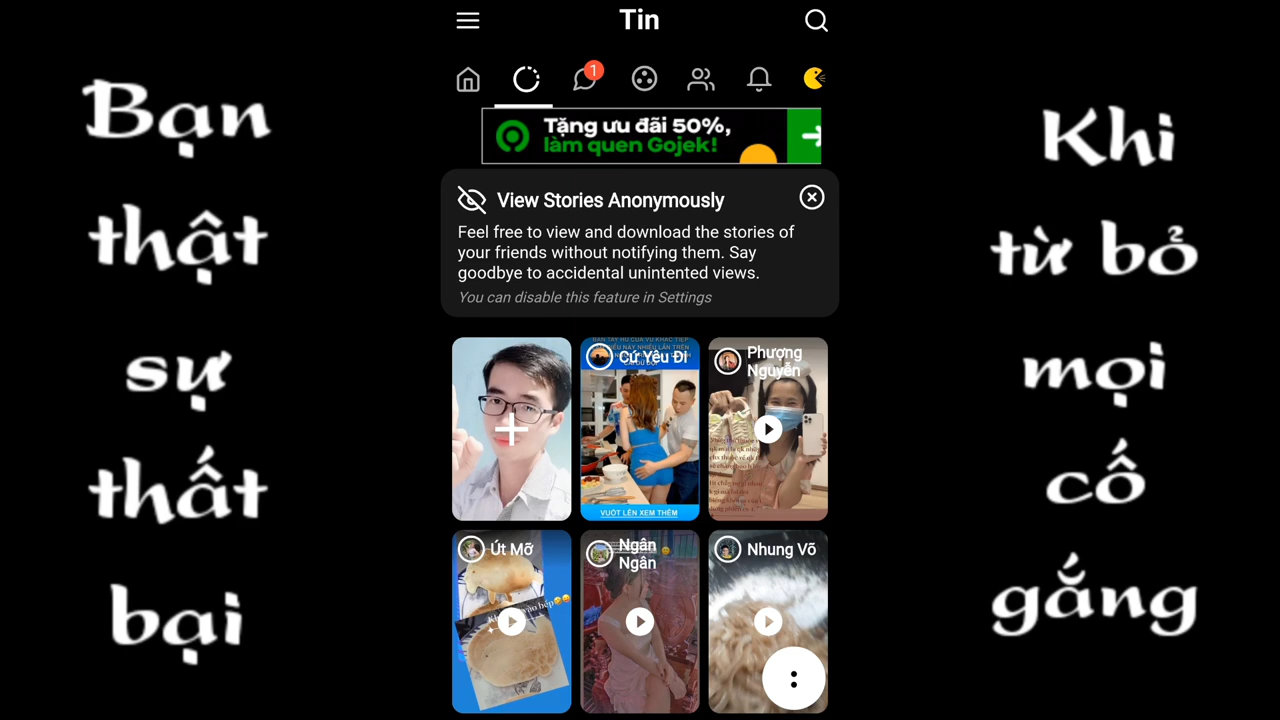 Bạn
thật
sự
thất
bại
Tin
1
Tặng ưu đãi 50%,
làm quen Gojek!
View Stories Anonymously
Feel free to view and download the stories of
your friends without notifying them. Say
goodbye to accidental unintented views.
You can disable this feature in Settings
Cứ Yêu Đi
VUỐT LÊN XEM THÊM
Phượng
Nguyễn
Út Mỡ
Ngân
Ngân
Nhung Võ
Khi
từ bỏ
mọi
cố
gắng